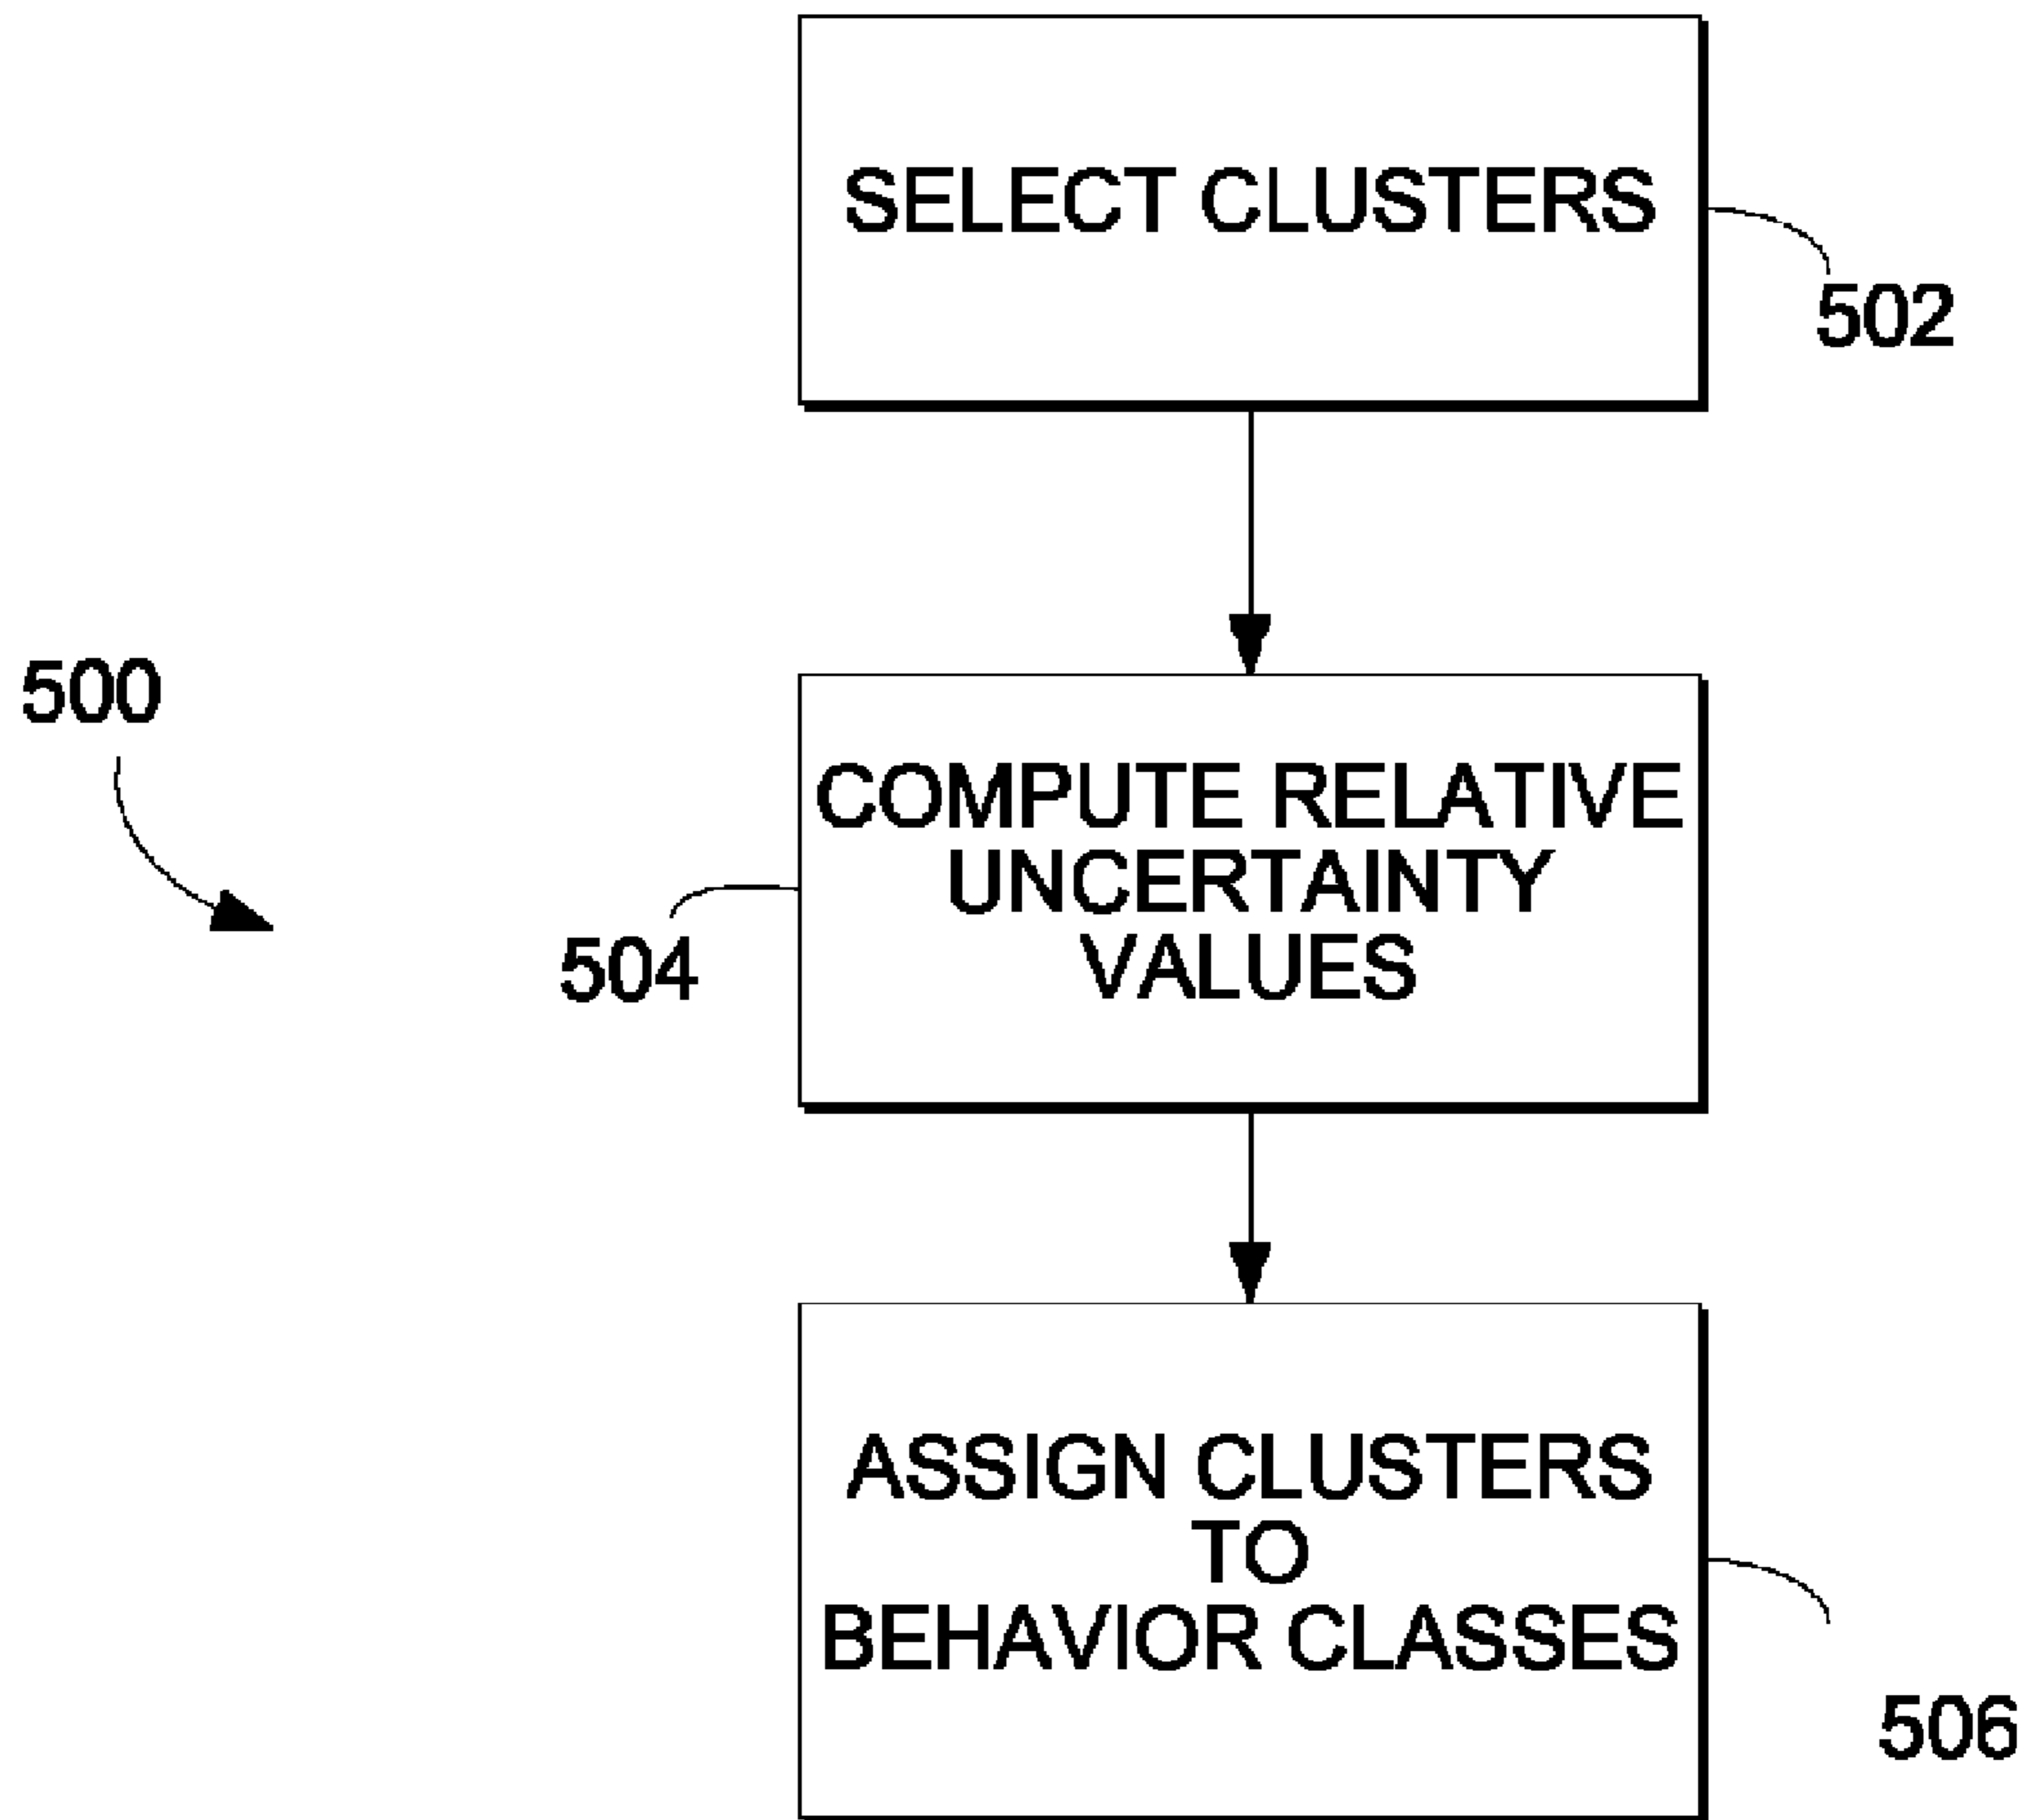 SELECT CLUSTERS
502
500
COMPUTE RELATIVE
UNCERTAINTY
VALUES
504
ASSIGN CLUSTERS
TO
BEHAVIOR CLASSES
506